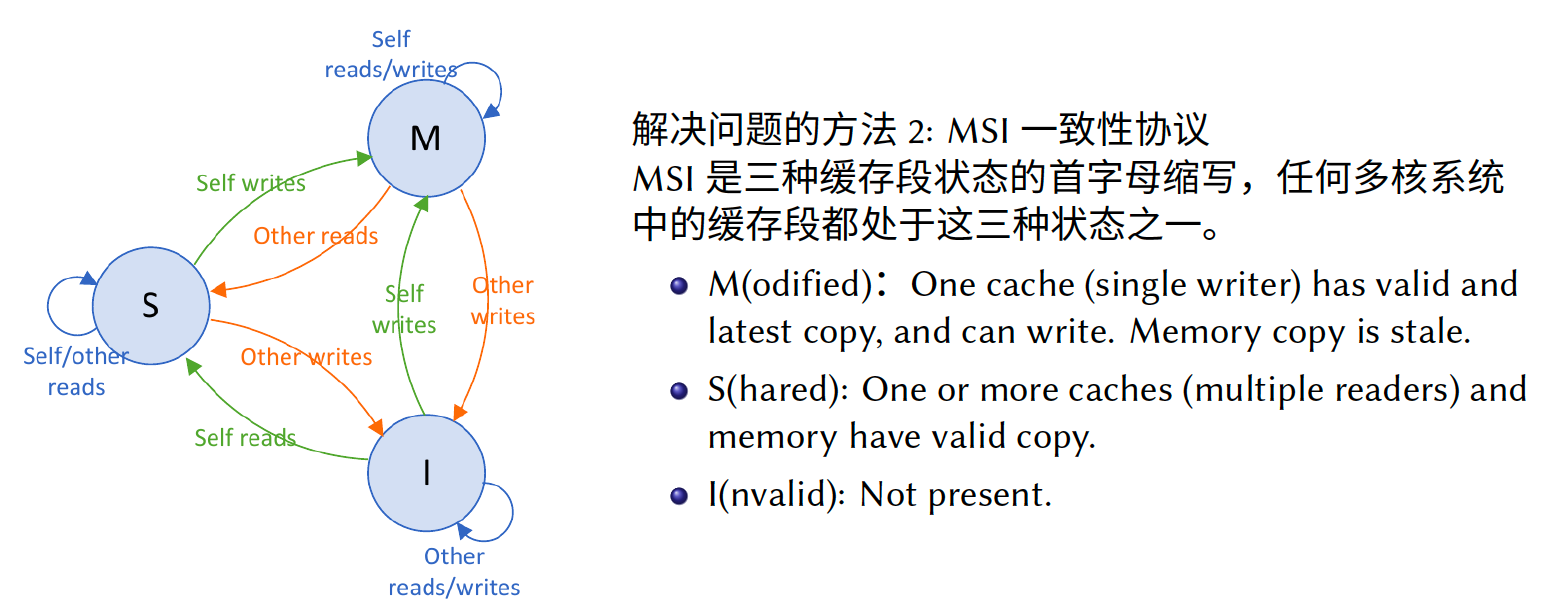 Self
reads/writes
M
Self writes
Other reads
S
Self
writes
Other
writes
Self/other
reads
Other writes
Self reads
I
Other
reads/writes
解决问题的方法 2: MSI 一致性协议
MSI 是三种缓存段状态的首字母缩写，任何多核系统
中的缓存段都处于这三种状态之一。
M(odified)： One cache (single writer) has valid and
latest copy, and can write. Memory copy is stale.
S(hared): One or more caches (multiple readers) and
memory have valid copy.
I(nvalid): Not present.